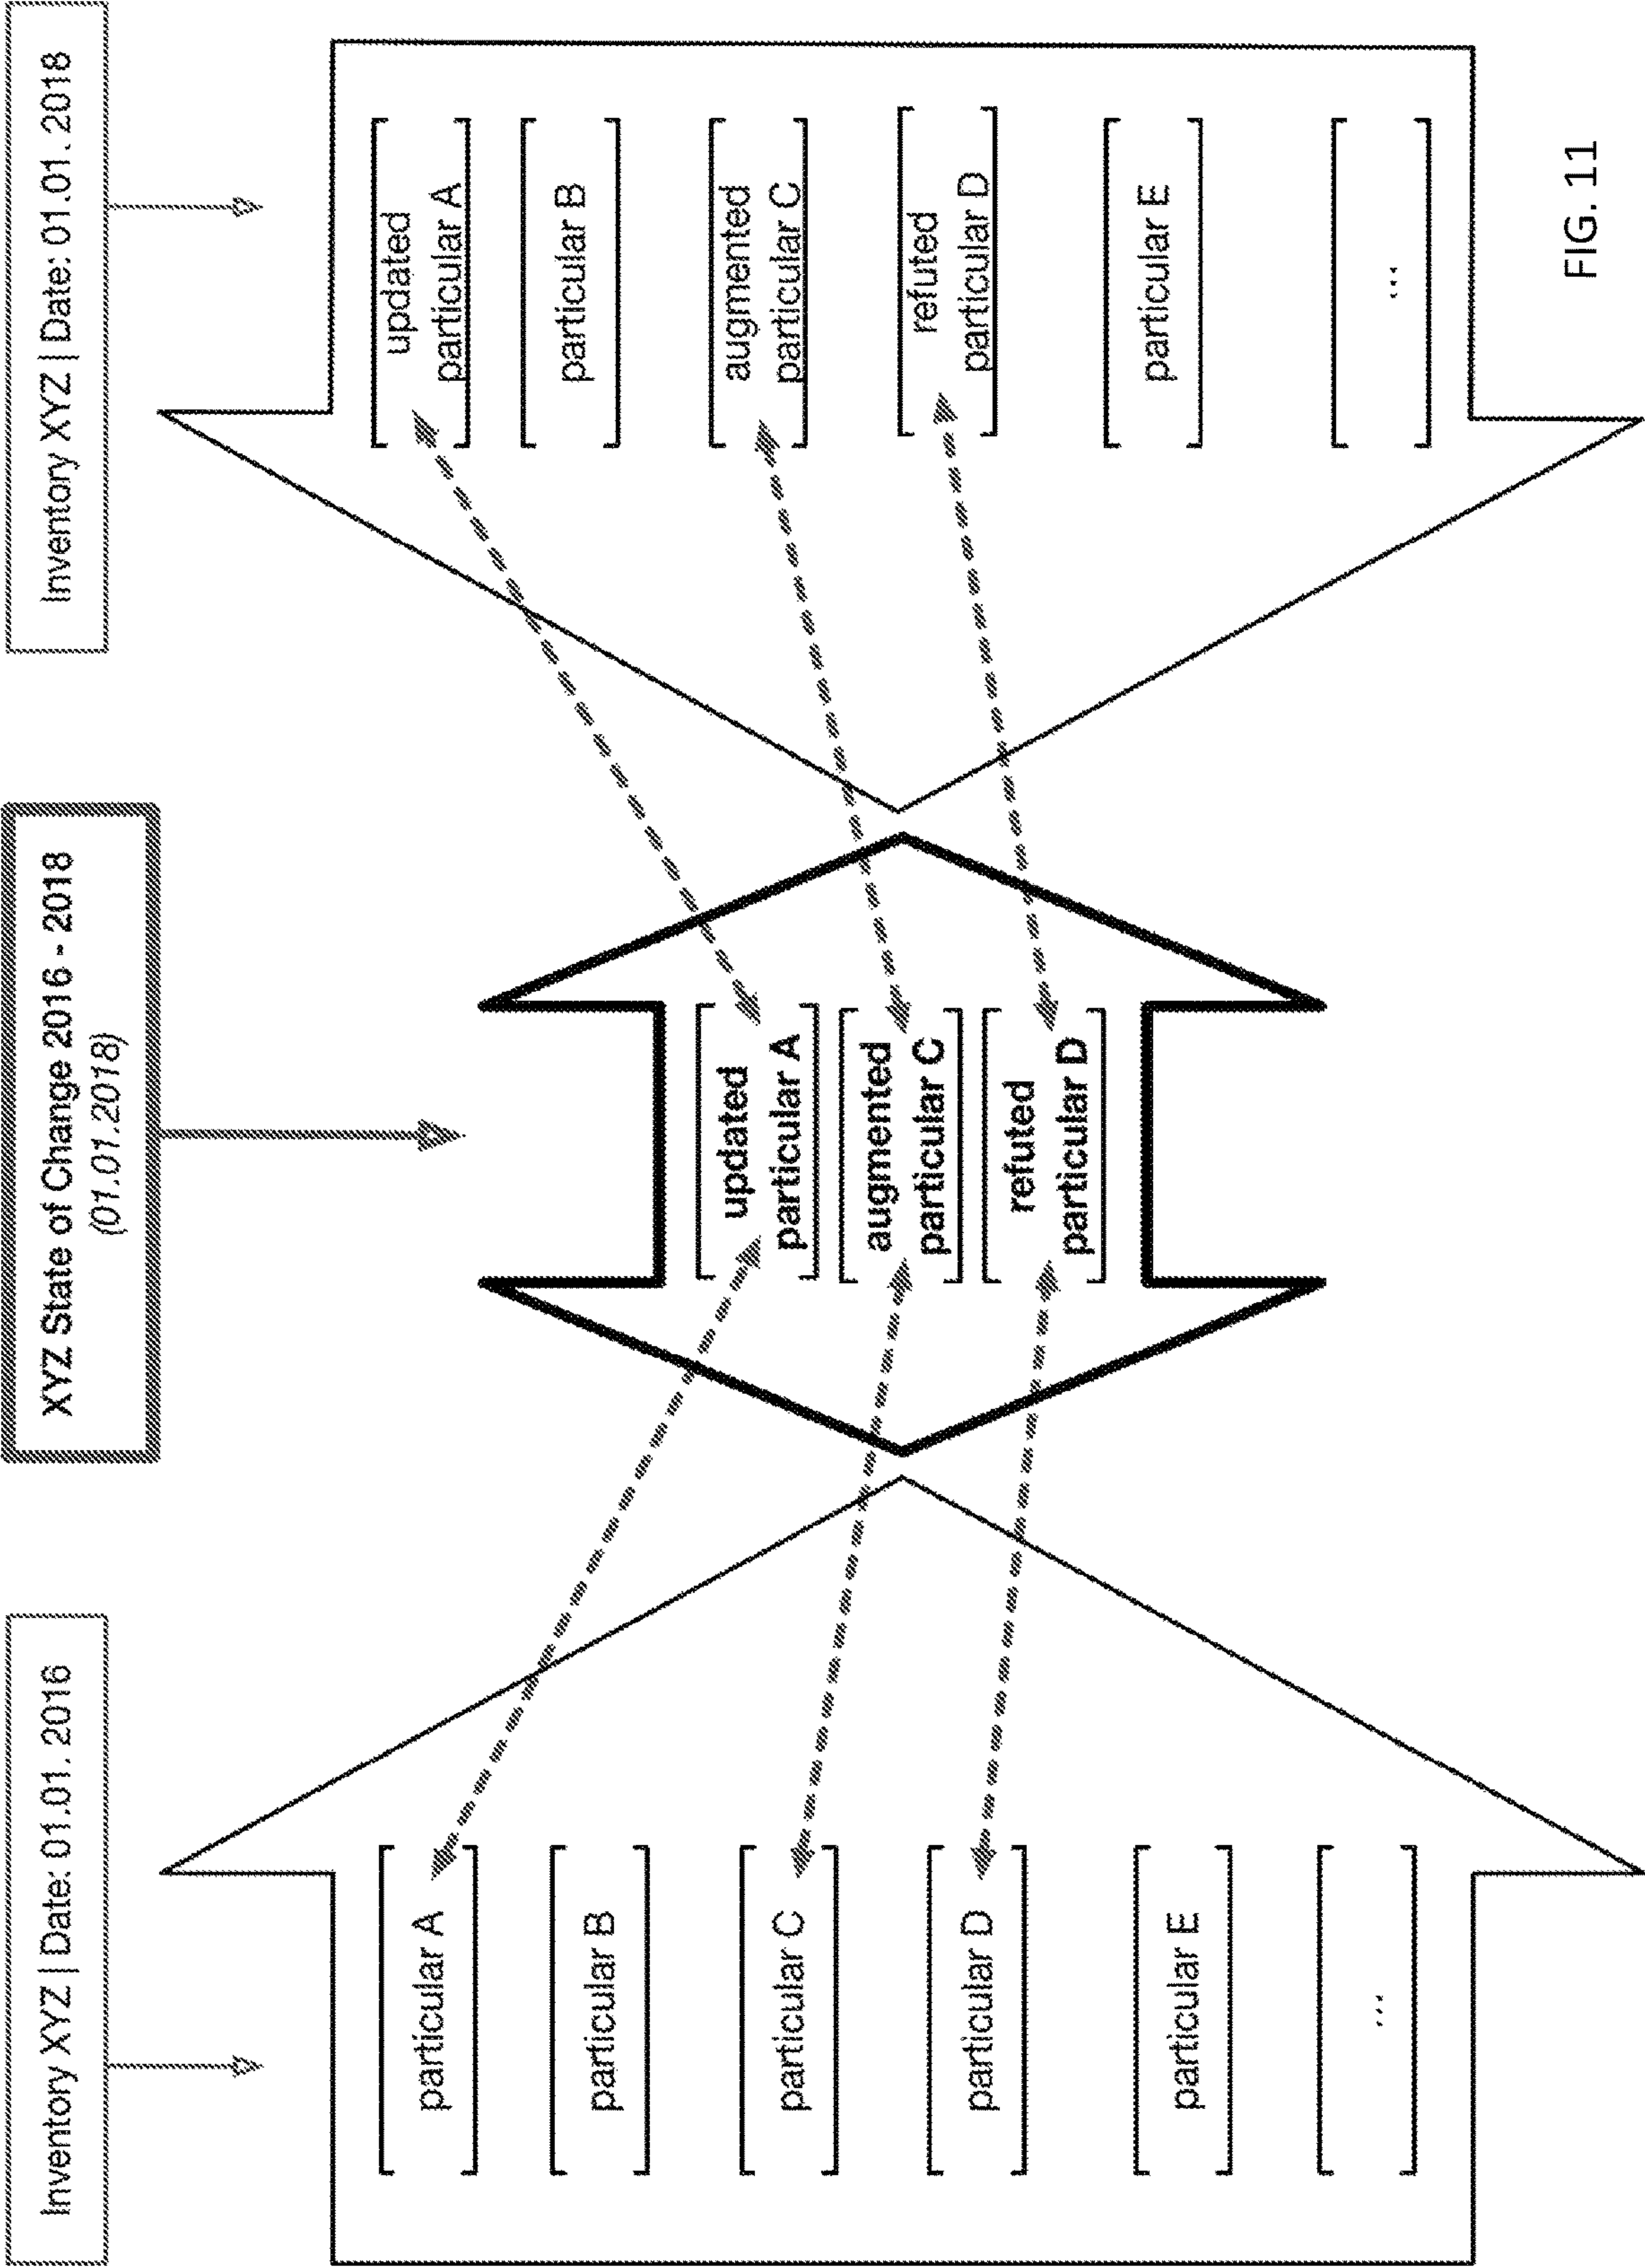 Inventory XYZ | Date: 01.01. 2016
particular A
particular B
particular C
particular D
particular E
...
XYZ State of Change 2016 - 2018
(01.01.2018)
updated
particular A
augmented
particular C
refuted
particular D
Inventory XYZ | Date: 01.01. 2018
updated
particular A
particular B
augmented
particular C
refuted
particular D
particular E
...
FIG. 11